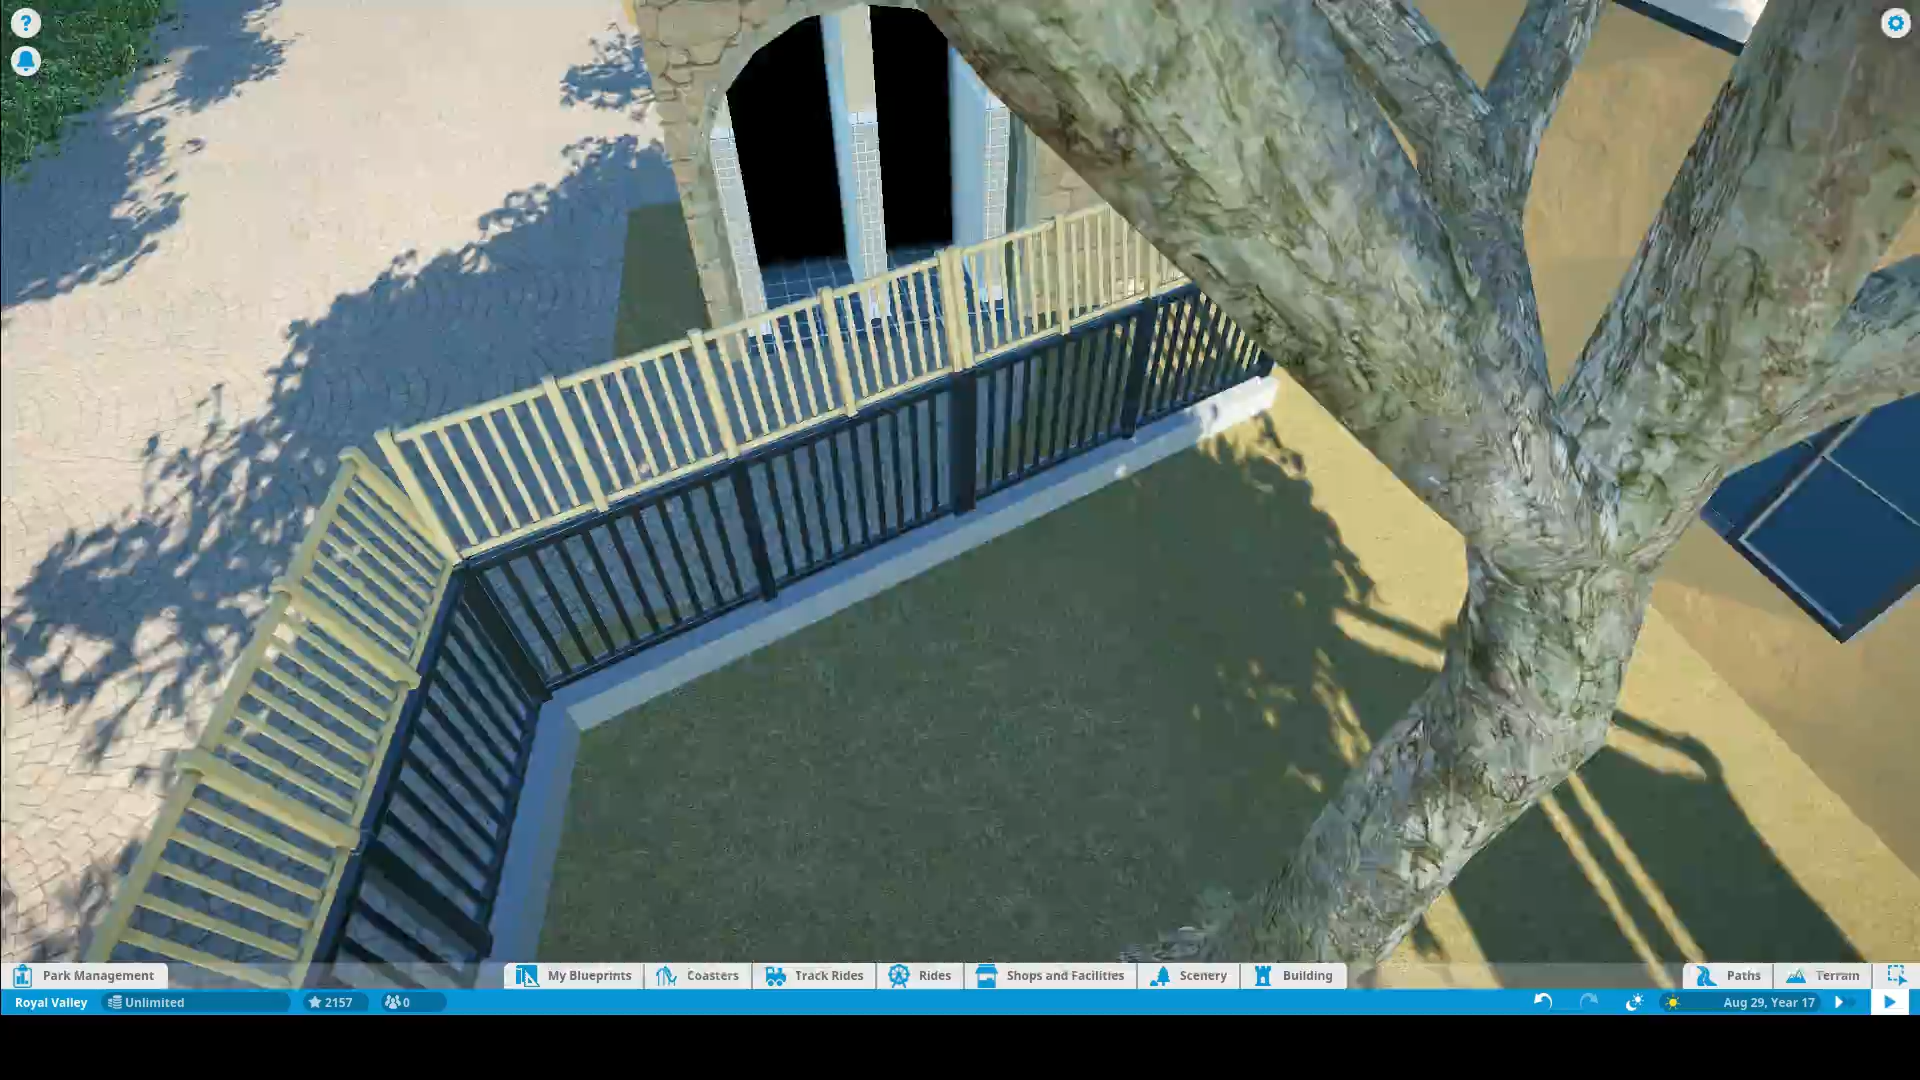 ?
Park Management
My Blueprints
Coasters
Track Rides
Rides
Shops and Facilities
Scenery
Building
Paths
Terrain
Royal Valley
Unlimited
2157
0
Aug 29, Year 17